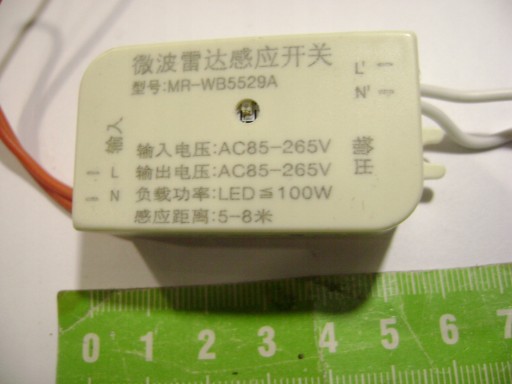 微波雷达感应开关
型号:MR-WB5529A
L'
N'
输入
输出
L
N
输入电压:AC85-265V
输出电压:AC85-265V
负载功率:LED≦100W
感应距离:5-8米
0 1 2 3 4 5 6 7